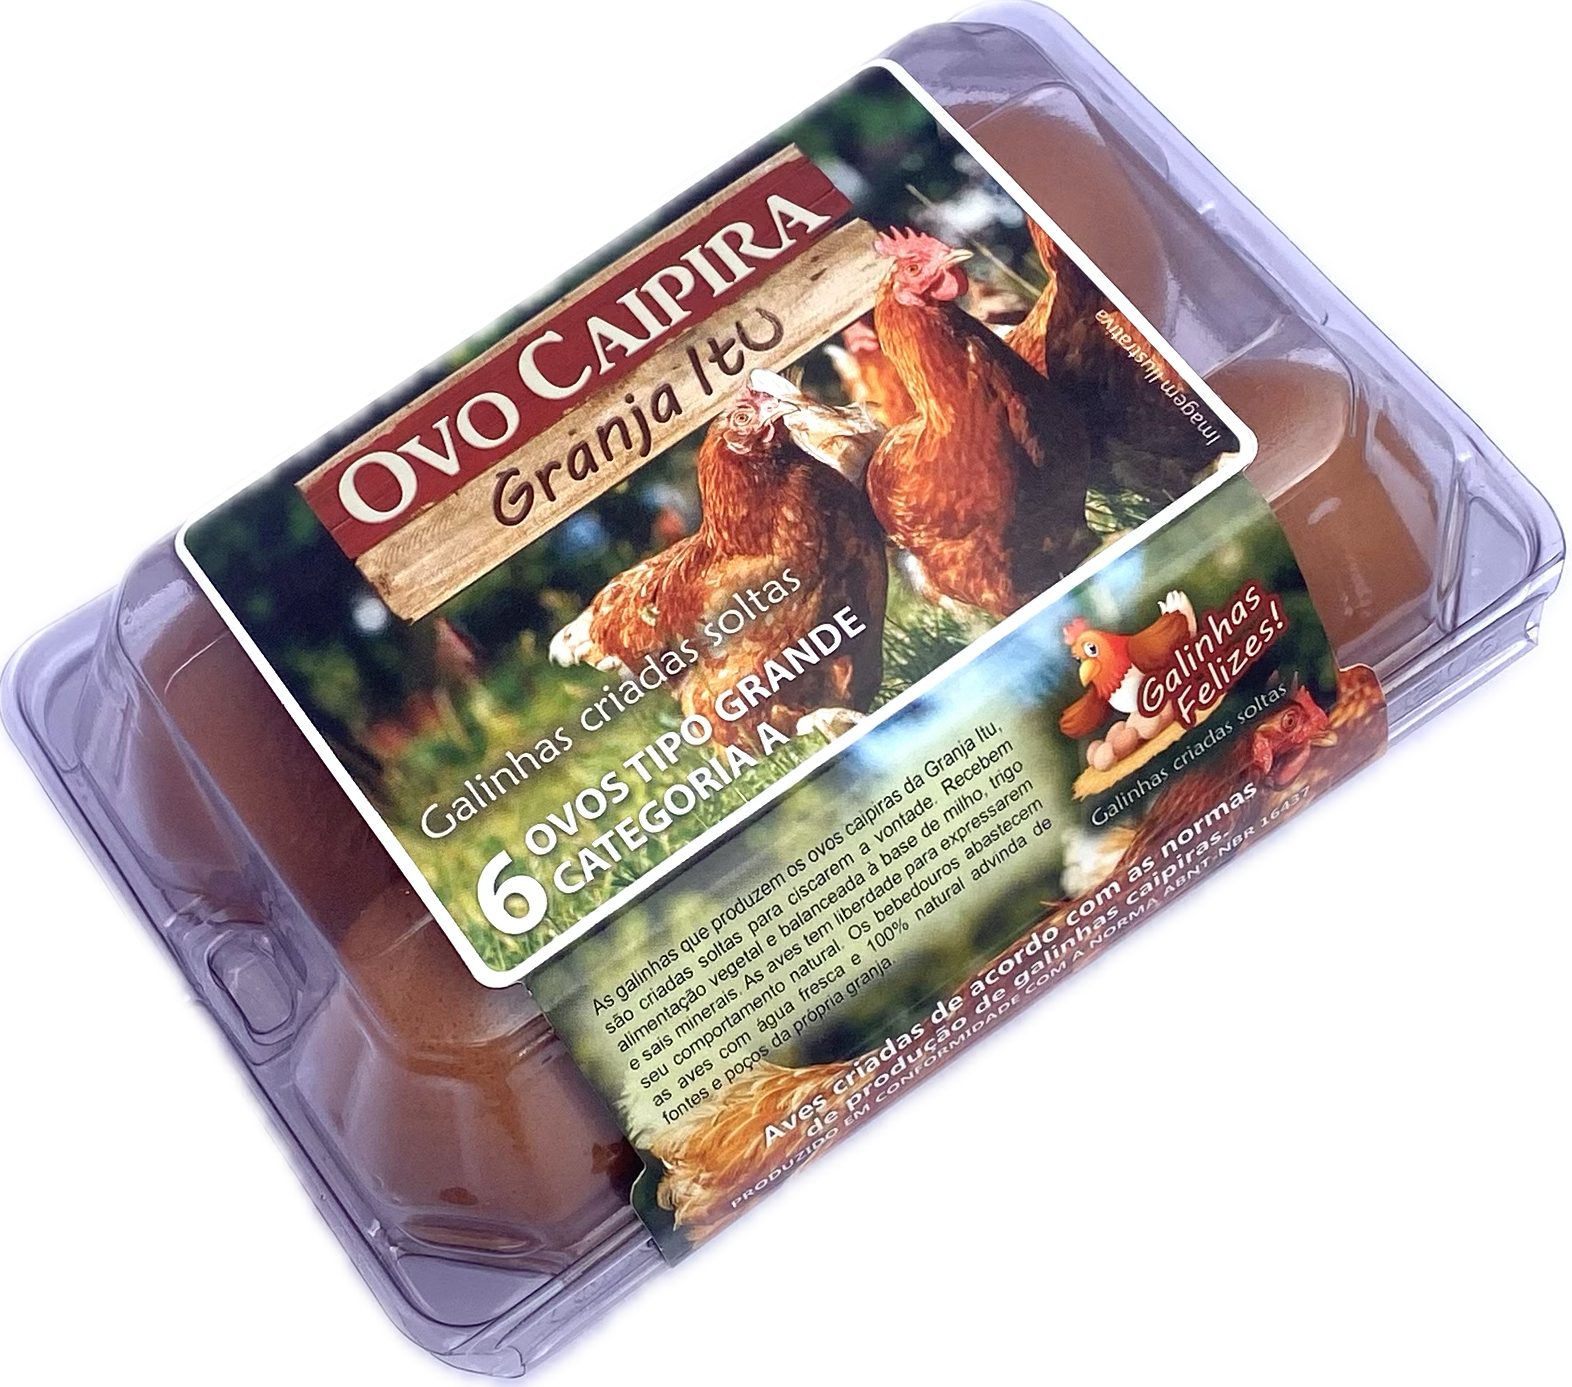 OVO CAIPIRA
Granja Itu
Imagem Ilustrativa
Galinhas criadas soltas
6 OVOS TIPO GRANDE
CATEGORIA A
As galinhas que produzem os ovos caipiras da Granja Itu,
são criadas soltas para ciscarem a vontade. Recebem
alimentação vegetal e balanceada à base de milho, trigo
e sais minerais. As aves tem liberdade para expressarem
seu comportamento natural. Os bebedouros abastecem
as aves com água fresca e 100% natural advinda de
fontes e poços da própria granja.
Galinhas
Felizes!
Galinhas criadas soltas
Aves criadas de acordo com as normas
de produção de galinhas caipiras.
PRODUZIDO EM CONFORMIDADE COM A NORMA ABNT-NBR 16437